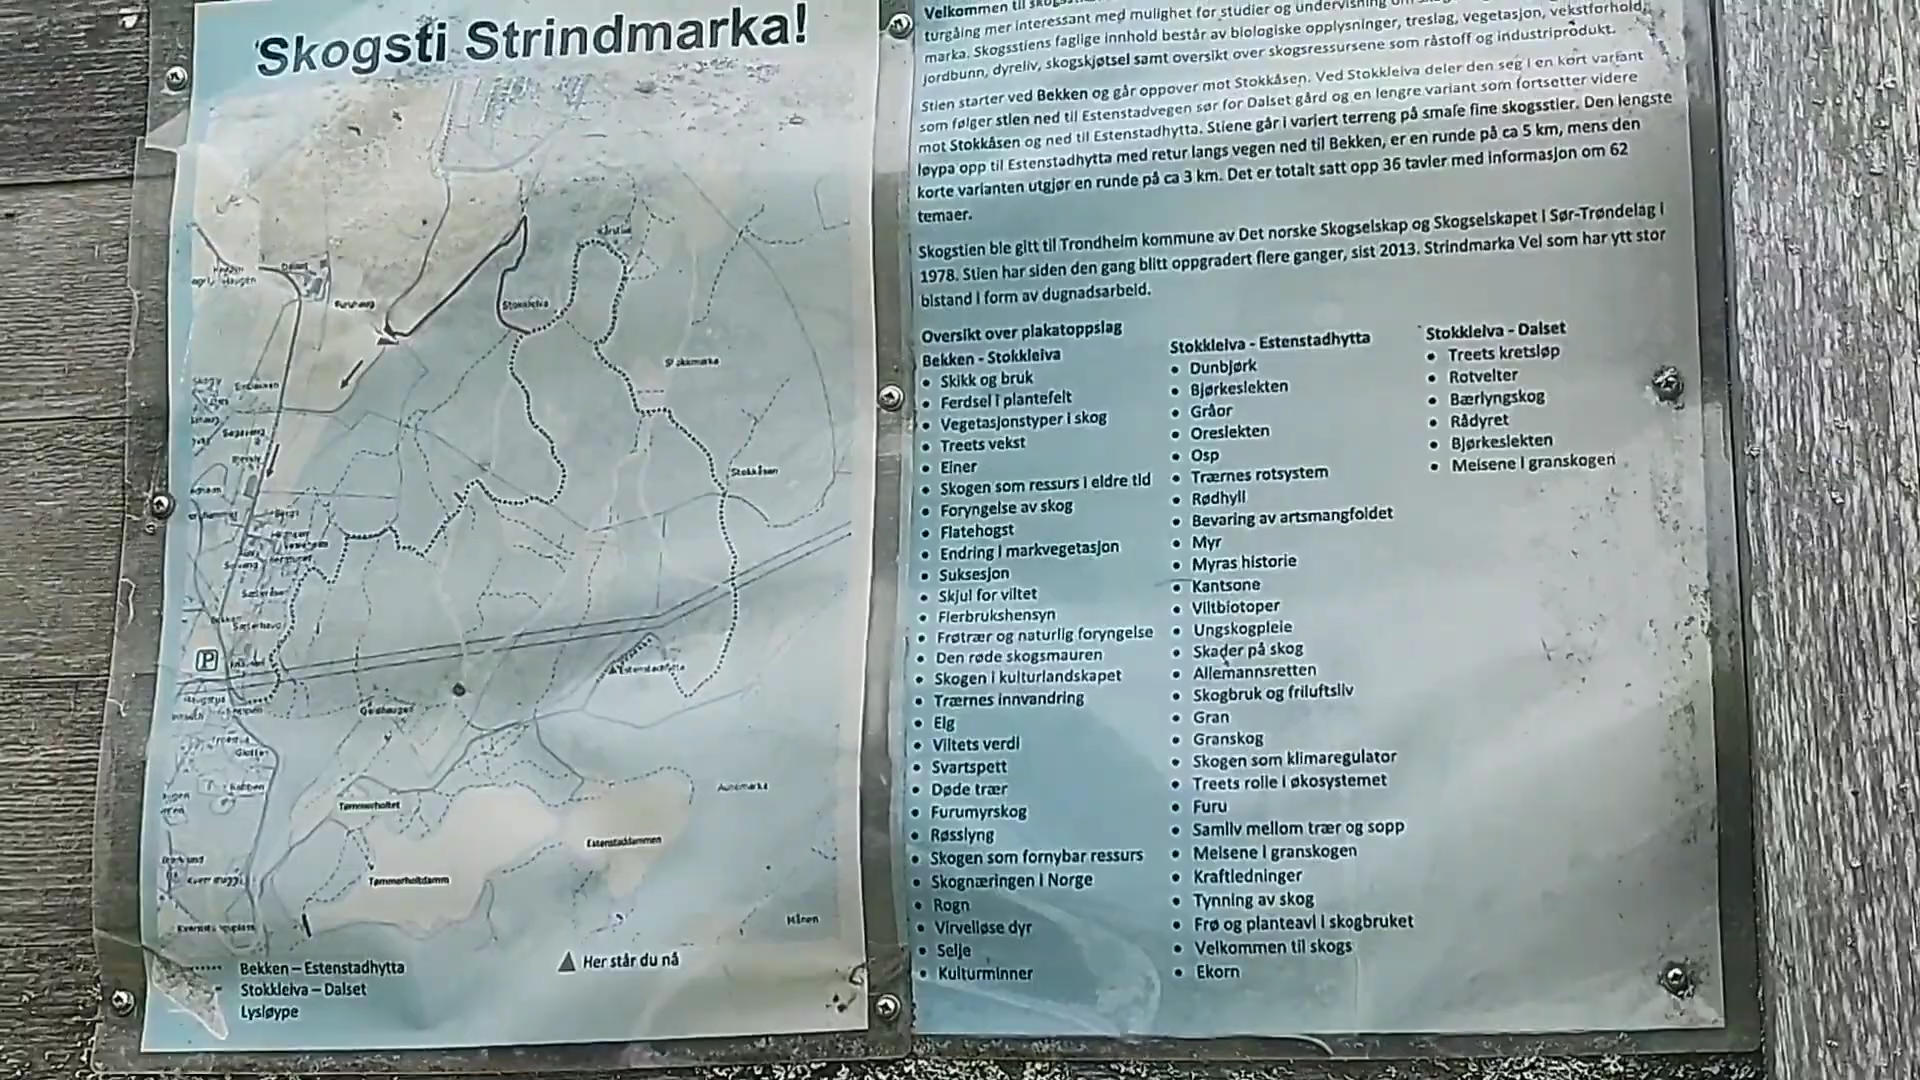 Skogsti Strindmarka!
Velkommen til
turgåing mer interessant med mulighet for studier og undervisning
marka. Skogsstiens faglige innhold består av biologiske opplysninger, treslag, vegetasjon, vekstforhold,
jordbunn, dyreliv, skogskjøtsel samt oversikt over skogsressursene som råstoff og industriprodukt.
Stien starter ved Bekken og går oppover mot Stokkåsen. Ved Stokkleiva deler den seg i en kort variant
som følger stien ned til Estenstadvegen sør for Dalset gård og en lengre variant som fortsetter videre
mot Stokkåsen og ned til Estenstadhytta. Stiene går i variert terreng på smale fine skogsstier. Den lengste
løypa opp til Estenstadhytta med retur langs vegen ned til Bekken, er en runde på ca 5 km, mens den
korte varianten utgjør en runde på ca 3 km. Det er totalt satt opp 36 tavler med informasjon om 62
temaer.
Skogstien ble gitt til Trondheim kommune av Det norske Skogselskap og Skogselskapet i Sør-Trøndelag i
1978. Stien har siden den gang blitt oppgradert flere ganger, sist 2013. Strindmarka Vel som har ytt stor
bistand i form av dugnadsarbeid.
Oversikt over plakatoppslag
Bekken - Stokkleiva
• Skikk og bruk
• Ferdsel i plantefelt
• Vegetasjonstyper i skog
• Treets vekst
• Einer
• Skogen som ressurs i eldre tid
• Foryngelse av skog
• Flatehogst
• Endring i markvegetasjon
• Suksesjon
• Skjul for viltet
• Flerbrukshensyn
• Frøtrær og naturlig foryngelse
• Den røde skogsmauren
• Skogen i kulturlandskapet
• Trærnes innvandring
• Elg
• Viltets verdi
• Svartspett
• Døde trær
• Furumyrskog
• Røsslyng
• Skogen som fornybar ressurs
• Skognæringen i Norge
• Rogn
• Virvelløse dyr
• Selje
• Kulturminner
Stokkleiva - Estenstadhytta
• Dunbjørk
• Bjørkeslekten
• Gråor
• Oreslekten
• Osp
• Trærnes rotsystem
• Rødhyll
• Bevaring av artsmangfoldet
• Myr
• Myras historie
• Kantsone
• Viltbiotoper
• Ungskogpleie
• Skader på skog
• Allemannsretten
• Skogbruk og friluftsliv
• Gran
• Granskog
• Skogen som klimaregulator
• Treets rolle i økosystemet
• Furu
• Samliv mellom trær og sopp
• Meisene i granskogen
• Kraftledninger
• Tynning av skog
• Frø og planteavl i skogbruket
• Velkommen til skogs
• Ekorn
Stokkleiva - Dalset
• Treets kretsløp
• Rotvelter
• Bærlyngskog
• Rådyret
• Bjørkeslekten
• Meisene i granskogen
Dalset
Stokkleiva
Stokkåsen
P
Estenstadhytta
Tømmerholtet
Estenstaddammen
Tømmerholtdamm
Månen
Bekken – Estenstadhytta
Stokkleiva – Dalset
Lysløype
Her står du nå